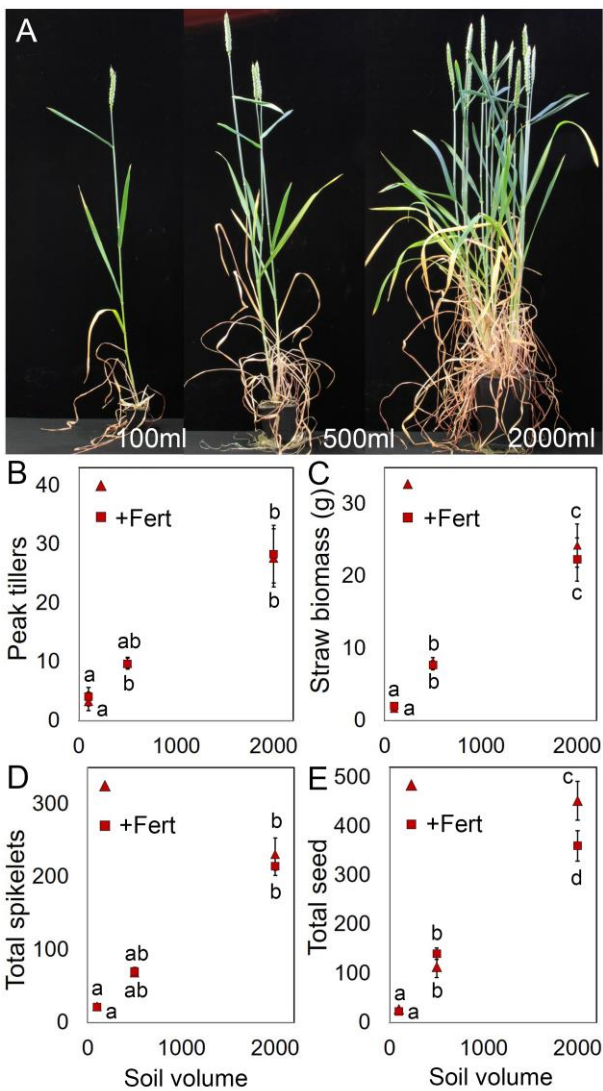 A
100ml
500ml
2000ml
B
40
30
20
10
0
Peak tillers
+Fert
a
a
ab
b
b
b
0
1000
2000
C
30
20
10
0
Straw biomass (g)
+Fert
a
a
b
b
c
c
0
1000
2000
D
300
200
100
0
Total spikelets
+Fert
a
a
ab
ab
b
b
0
1000
2000
Soil volume
E
500
400
300
200
100
0
Total seed
+Fert
a
a
b
b
c
d
0
1000
2000
Soil volume